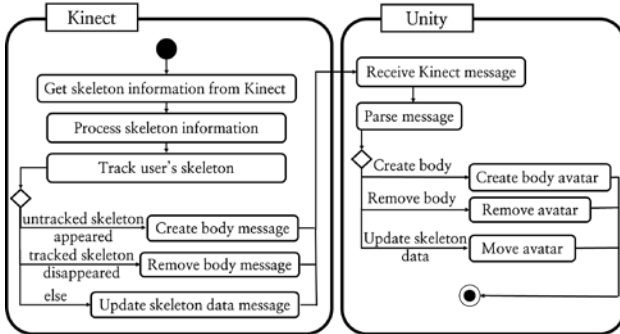 Kinect
Get skeleton information from Kinect
Process skeleton information
Track user's skeleton
untracked skeleton
appeared
Create body message
tracked skeleton
disappeared
Remove body message
else
Update skeleton data message
Unity
Receive Kinect message
Parse message
Create body
Create body avatar
Remove body
Remove avatar
Update skeleton
data
Move avatar